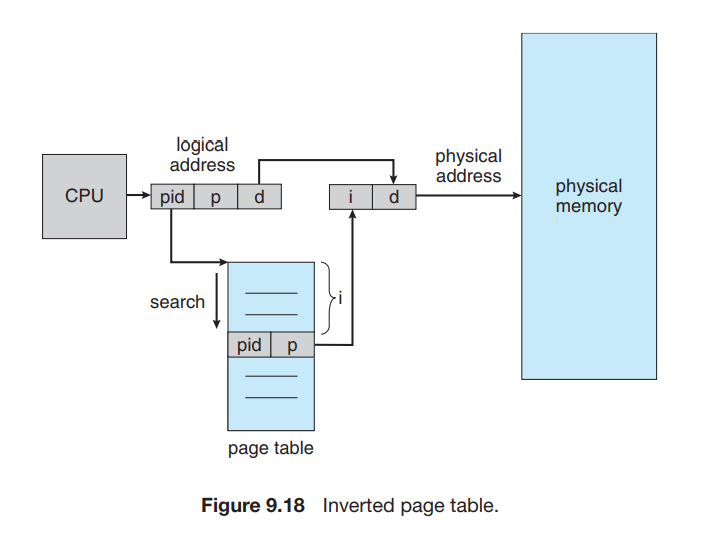 logical
address
physical
address
CPU
pid p d
i d
physical
memory
search
i
pid p
page table
Figure 9.18 Inverted page table.